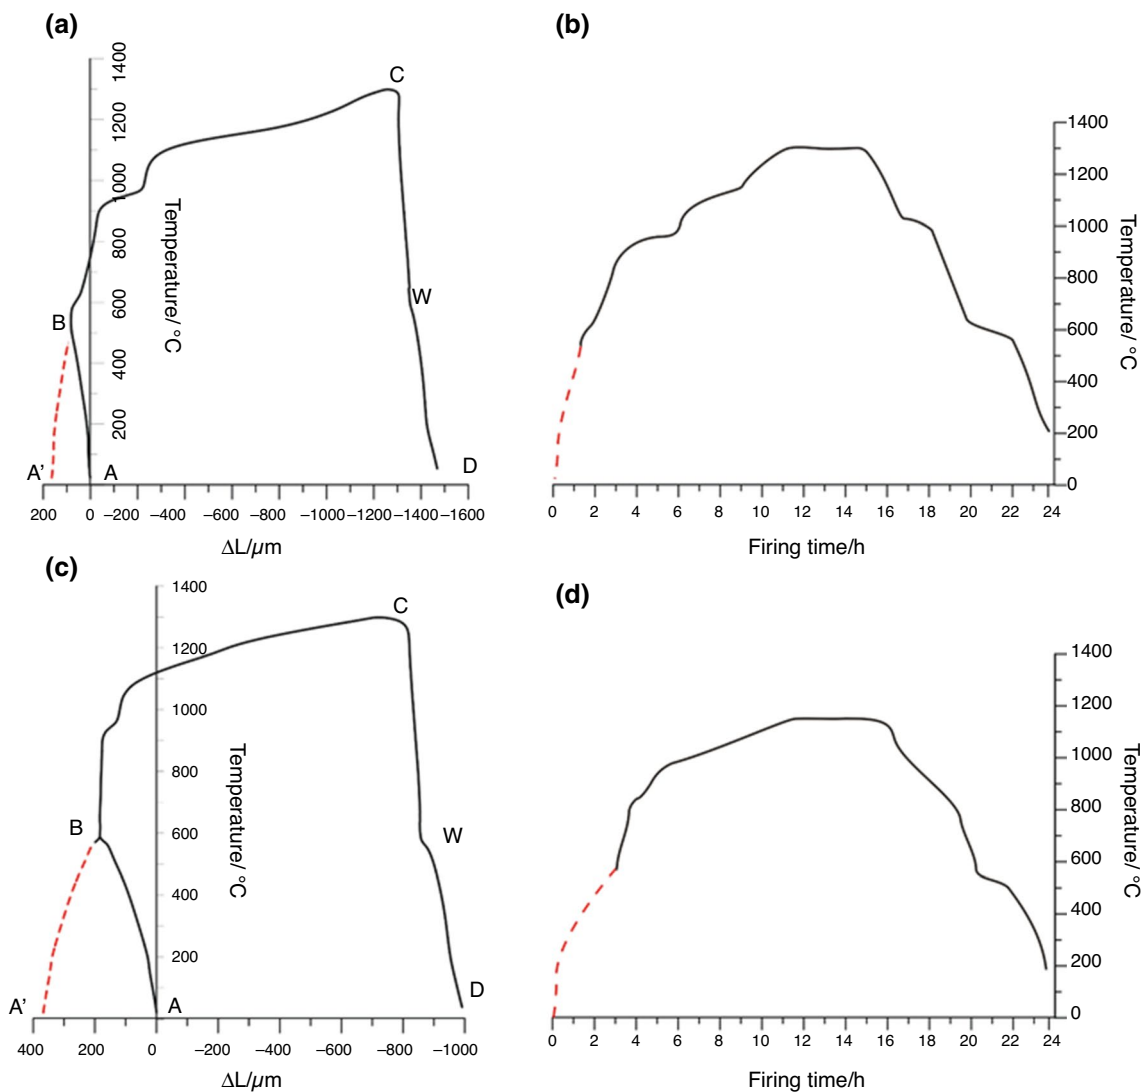 (a)
1400
1200
1000
800
600
400
200
Temperature/ °C
C
B
W
A'
A
D
200 0 –200 –400 –600 –800 –1000 –1200 –1400 –1600
ΔL/µm
(b)
1400
1200
1000
800
600
400
200
0
Temperature/ °C
0 2 4 6 8 10 12 14 16 18 20 22 24
Firing time/h
(c)
1400
1200
1000
800
600
400
200
Temperature/ °C
C
B
W
A'
A
D
400 200 0 –200 –400 –600 –800 –1000
ΔL/µm
(d)
1400
1200
1000
800
600
400
200
0
Temperature/ °C
0 2 4 6 8 10 12 14 16 18 20 22 24
Firing time/h